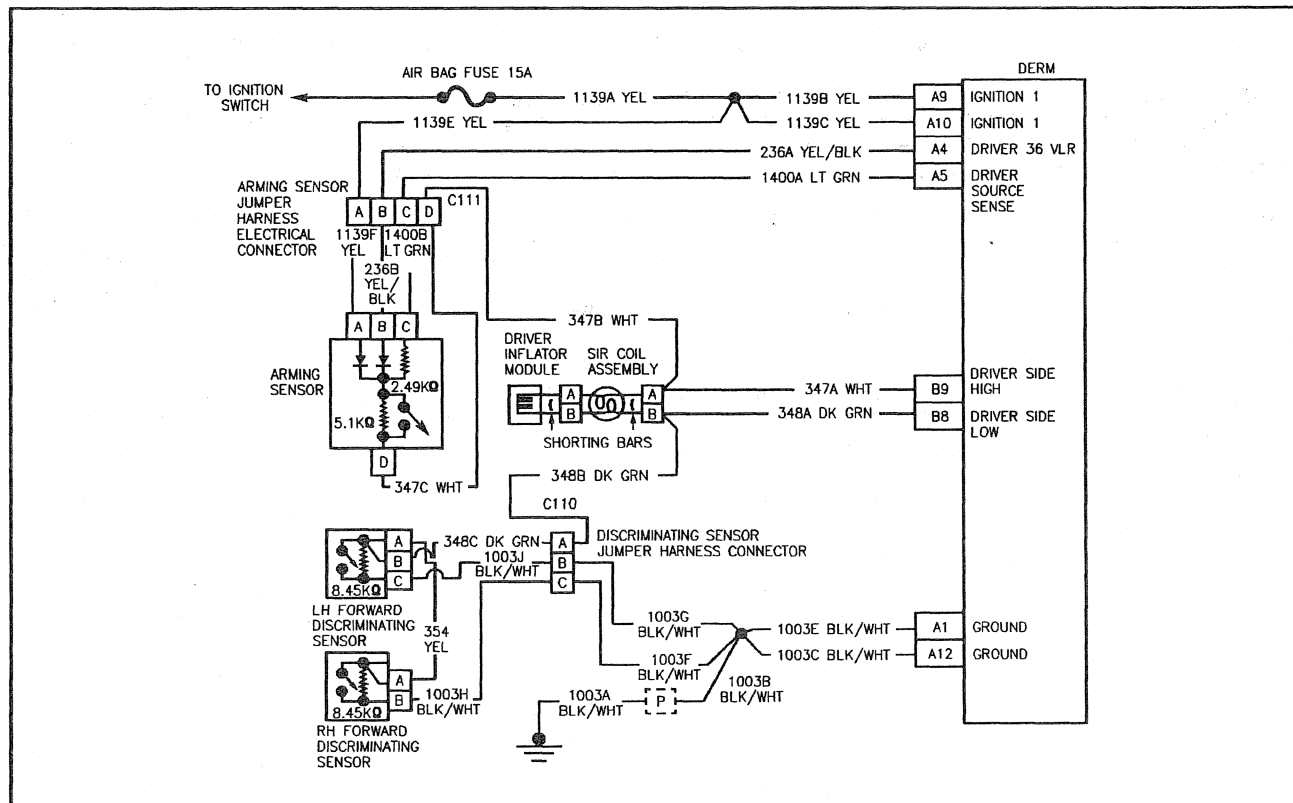 DERM
AIR BAG FUSE 15A
TO IGNITION
SWITCH
1139A YEL
1139B YEL
A9
IGNITION 1
1139E YEL
1139C YEL
A10
IGNITION 1
236A YEL/BLK
A4
DRIVER 36 VLR
1400A LT GRN
A5
DRIVER
SOURCE
SENSE
ARMING SENSOR
JUMPER
HARNESS
ELECTRICAL
CONNECTOR
A B C D
C111
1139F
YEL
1400B
LT GRN
236B
YEL/
BLK
A B C
347B WHT
DRIVER
INFLATOR
MODULE
SIR COIL
ASSEMBLY
ARMING
SENSOR
2.49KΩ
5.1KΩ
D
347C WHT
A
B
A
B
SHORTING BARS
347A WHT
B9
DRIVER SIDE
HIGH
348A DK GRN
B8
DRIVER SIDE
LOW
348B DK GRN
C110
DISCRIMINATING SENSOR
JUMPER HARNESS CONNECTOR
A
B
C
348C DK GRN
A
B
C
1003J
BLK/WHT
8.45KΩ
LH FORWARD
DISCRIMINATING
SENSOR
354
YEL
1003G
BLK/WHT
1003E BLK/WHT
A1
GROUND
1003C BLK/WHT
A12
GROUND
1003F
BLK/WHT
1003B
BLK/WHT
A
B
1003H
BLK/WHT
1003A
BLK/WHT
P
8.45KΩ
RH FORWARD
DISCRIMINATING
SENSOR